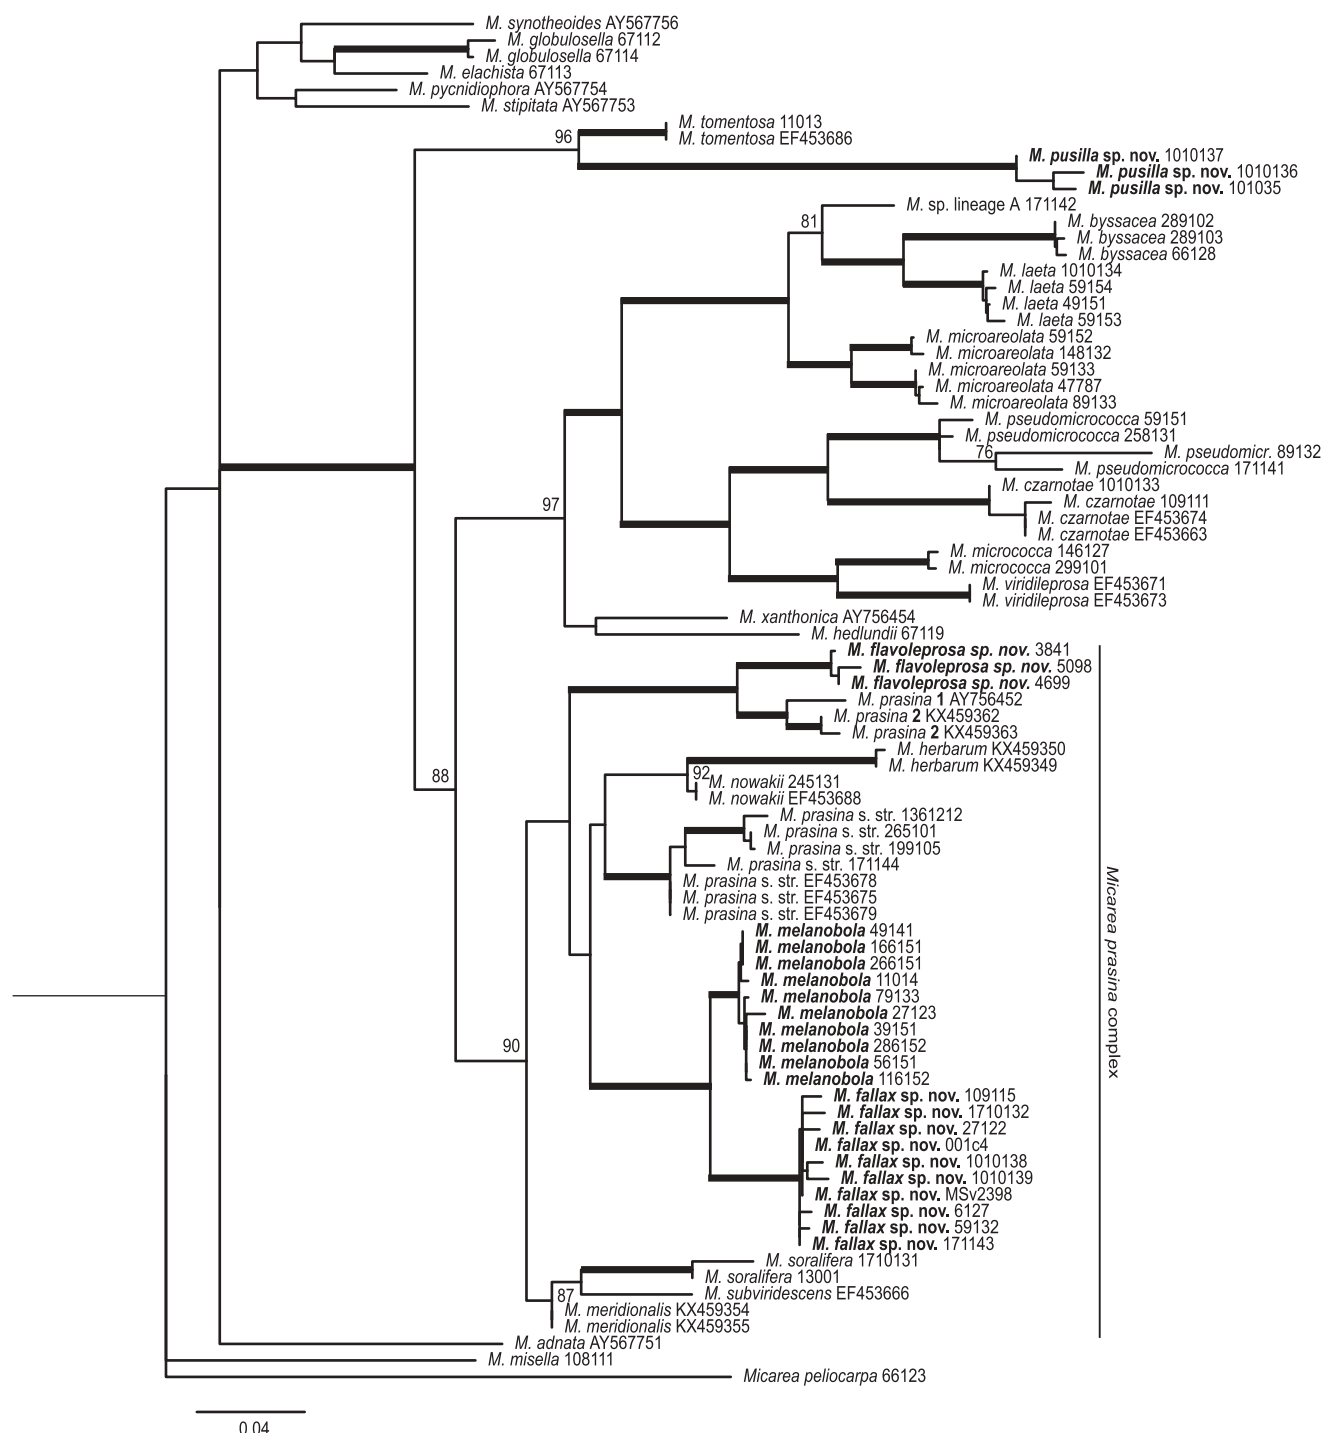 M. synotheoides AY567756
M. globulosella 67112
M. globulosella 67114
M. elachista 67113
M. pycnidiophora AY567754
M. stipitata AY567753
M. tomentosa 11013
96
M. tomentosa EF453686
M. pusilla sp. nov. 1010137
M. pusilla sp. nov. 1010136
M. pusilla sp. nov. 101035
M. sp. lineage A 171142
81
M. byssacea 289102
M. byssacea 289103
M. byssacea 66128
M. laeta 1010134
M. laeta 59154
M. laeta 49151
M. laeta 59153
M. microareolata 59152
M. microareolata 148132
M. microareolata 59133
M. microareolata 47787
M. microareolata 89133
M. pseudomicrococca 59151
M. pseudomicrococca 258131
76
M. pseudomicr. 89132
M. pseudomicrococca 171141
M. czarnotae 1010133
M. czarnotae 109111
97
M. czarnotae EF453674
M. czarnotae EF453663
M. micrococca 146127
M. micrococca 299101
M. viridileprosa EF453671
M. viridileprosa EF453673
M. xanthonica AY756454
M. hedlundii 67119
M. flavoleprosa sp. nov. 3841
M. flavoleprosa sp. nov. 5098
M. flavoleprosa sp. nov. 4699
M. prasina 1 AY756452
M. prasina 2 KX459362
M. prasina 2 KX459363
M. herbarum KX459350
M. herbarum KX459349
88
92
M. nowakii 245131
M. nowakii EF453688
M. prasina s. str. 1361212
M. prasina s. str. 265101
M. prasina s. str. 199105
M. prasina s. str. 171144
M. prasina s. str. EF453678
M. prasina s. str. EF453675
M. prasina s. str. EF453679
Micarea prasina complex
M. melanobola 49141
M. melanobola 166151
M. melanobola 266151
M. melanobola 11014
M. melanobola 79133
M. melanobola 27123
M. melanobola 39151
90
M. melanobola 286152
M. melanobola 56151
M. melanobola 116152
M. fallax sp. nov. 109115
M. fallax sp. nov. 1710132
M. fallax sp. nov. 27122
M. fallax sp. nov. 001c4
M. fallax sp. nov. 1010138
M. fallax sp. nov. 1010139
M. fallax sp. nov. MSv2398
M. fallax sp. nov. 6127
M. fallax sp. nov. 59132
M. fallax sp. nov. 171143
M. soralifera 1710131
M. soralifera 13001
M. subviridescens EF453666
87
M. meridionalis KX459354
M. meridionalis KX459355
M. adnata AY567751
M. misella 108111
Micarea peliocarpa 66123
0.04